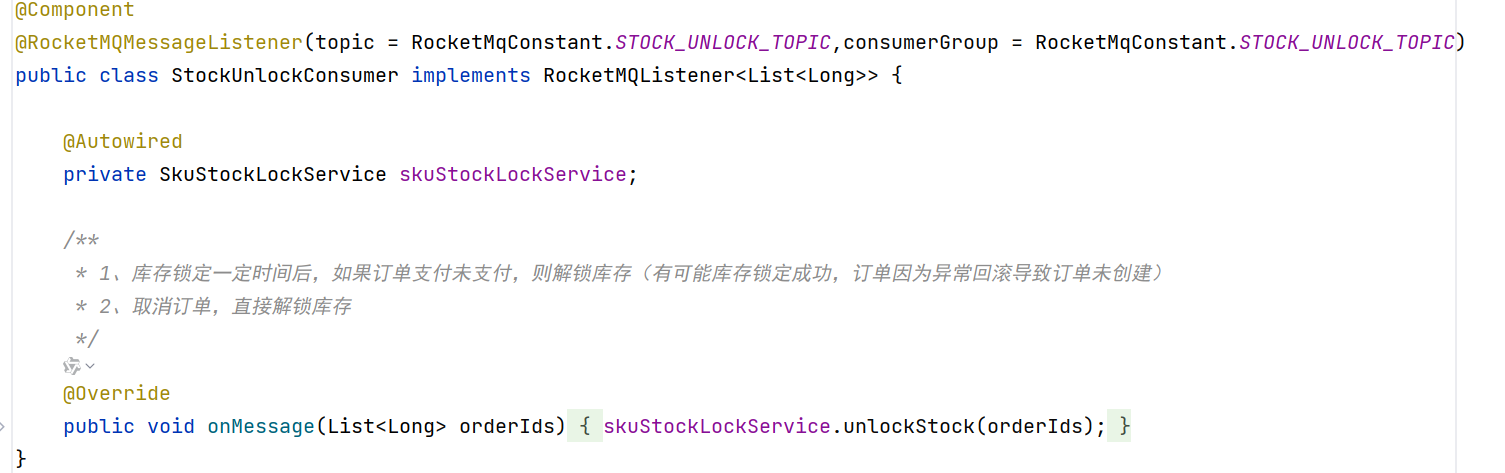 @Component
@RocketMQMessageListener(topic = RocketMqConstant.STOCK_UNLOCK_TOPIC,consumerGroup = RocketMqConstant.STOCK_UNLOCK_TOPIC)
public class StockUnlockConsumer implements RocketMQListener<List<Long>> {
@Autowired
private SkuStockLockService skuStockLockService;
/**
* 1、库存锁定一定时间后，如果订单支付未支付，则解锁库存（有可能库存锁定成功，订单因为异常回滚导致订单未创建）
* 2、取消订单，直接解锁库存
*/
@Override
public void onMessage(List<Long> orderIds) { skuStockLockService.unlockStock(orderIds); }
}